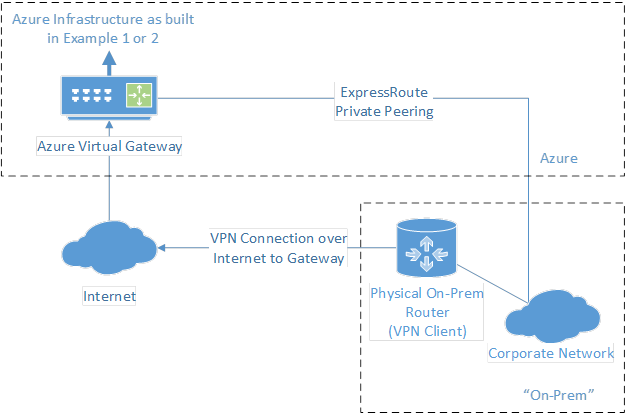 Azure Infrastructure as built
in Example 1 or 2
ExpressRoute
Private Peering
Azure Virtual Gateway
Azure
VPN Connection over
Internet to Gateway
Internet
Physical On-Prem
Router
(VPN Client)
Corporate Network
“On-Prem”